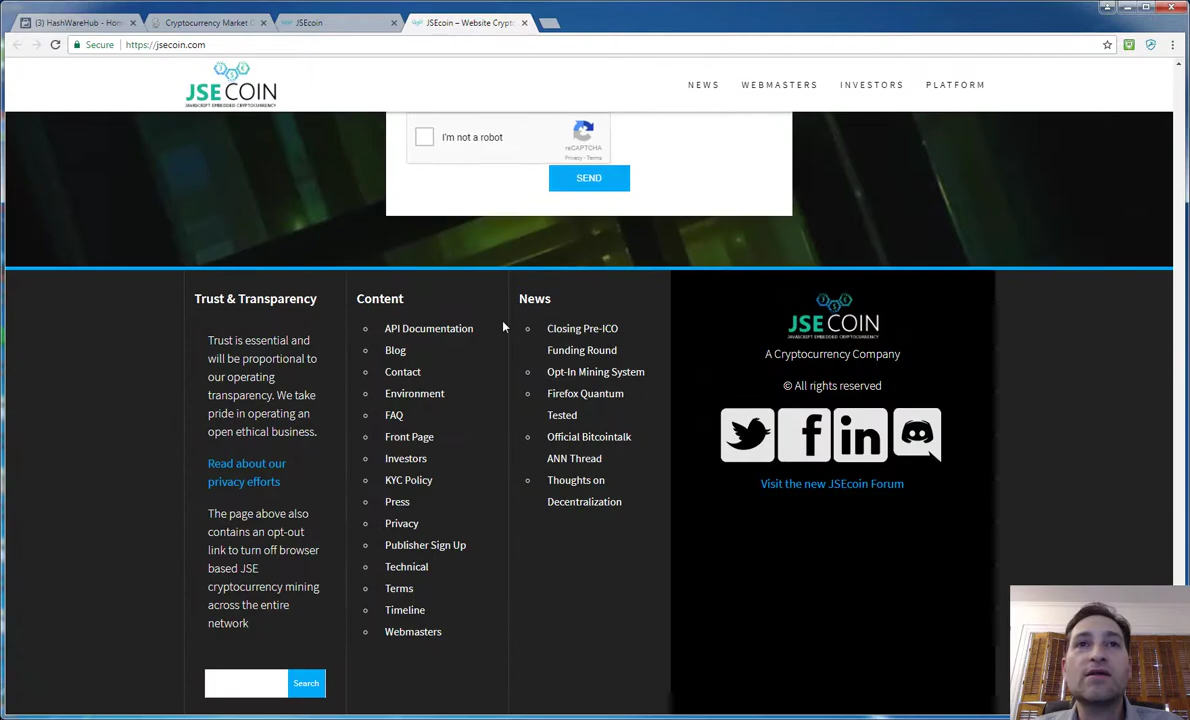 (3) HashWareHub - Hom
Cryptocurrency Market C
JSEcoin
JSEcoin – Website Crypto
Secure
https://jsecoin.com
JSECOIN
JAVASCRIPT EMBEDDED CRYPTOCURRENCY
NEWS
WEBMASTERS
INVESTORS
PLATFORM
I'm not a robot
reCAPTCHA
Privacy - Terms
SEND
Trust & Transparency
Trust is essential and
will be proportional to
our operating
transparency. We take
pride in operating an
open ethical business.
Read about our
privacy efforts
The page above also
contains an opt-out
link to turn off browser
based JSE
cryptocurrency mining
across the entire
network
Search
Content
API Documentation
Blog
Contact
Environment
FAQ
Front Page
Investors
KYC Policy
Press
Privacy
Publisher Sign Up
Technical
Terms
Timeline
Webmasters
News
Closing Pre-ICO
Funding Round
Opt-In Mining System
Firefox Quantum
Tested
Official Bitcointalk
ANN Thread
Thoughts on
Decentralization
JSECOIN
JAVASCRIPT EMBEDDED CRYPTOCURRENCY
A Cryptocurrency Company
© All rights reserved
f
in
Visit the new JSEcoin Forum